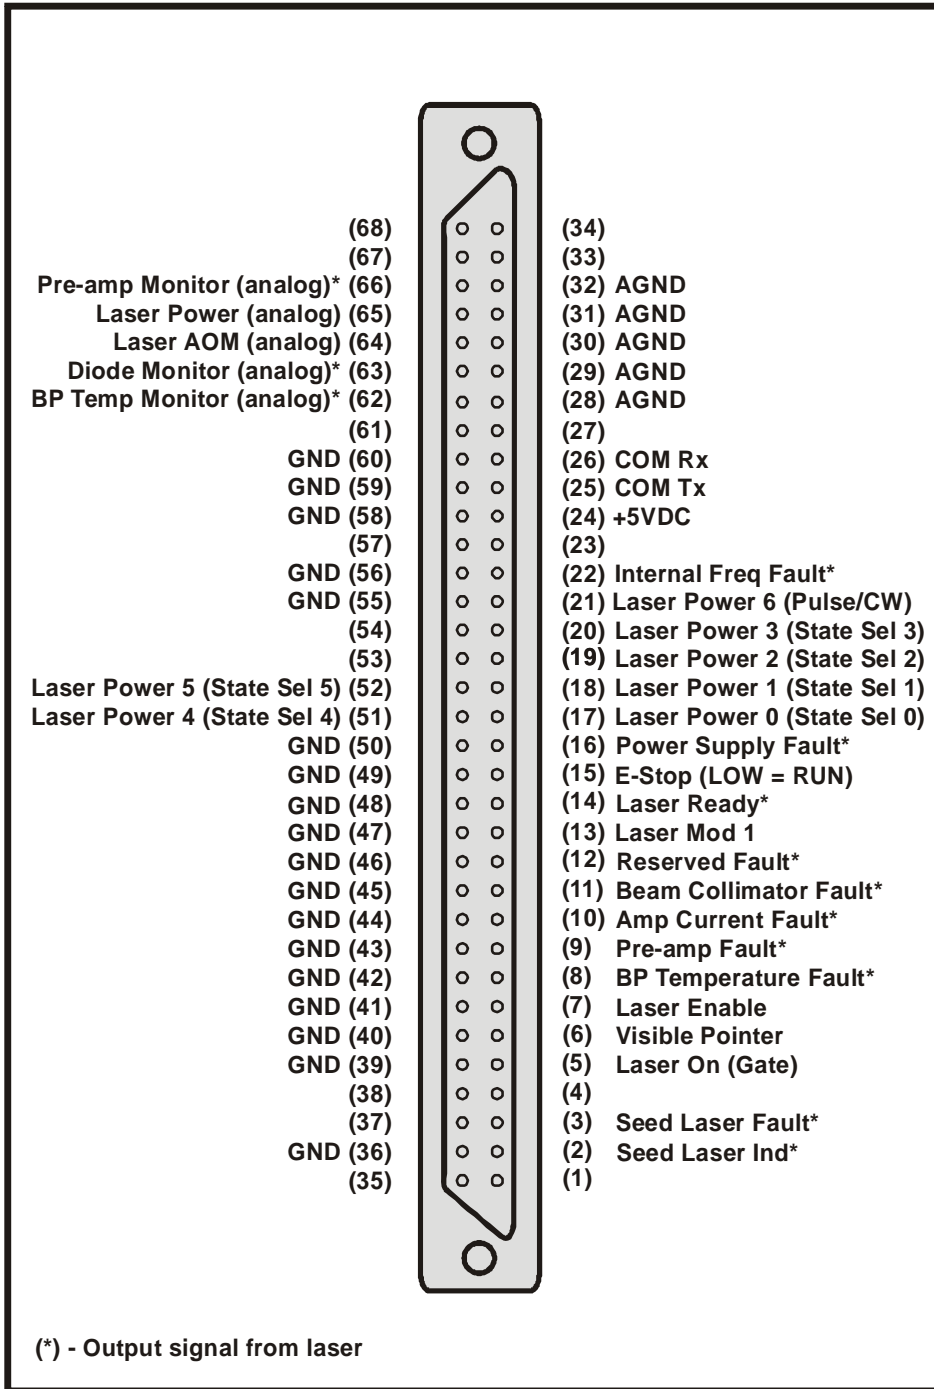 (68) (34)
(67) (33)
Pre-amp Monitor (analog)* (66) (32) AGND
Laser Power (analog) (65) (31) AGND
Laser AOM (analog) (64) (30) AGND
Diode Monitor (analog)* (63) (29) AGND
BP Temp Monitor (analog)* (62) (28) AGND
(61) (27)
GND (60) (26) COM Rx
GND (59) (25) COM Tx
GND (58) (24) +5VDC
(57) (23)
GND (56) (22) Internal Freq Fault*
GND (55) (21) Laser Power 6 (Pulse/CW)
(54) (20) Laser Power 3 (State Sel 3)
(53) (19) Laser Power 2 (State Sel 2)
Laser Power 5 (State Sel 5) (52) (18) Laser Power 1 (State Sel 1)
Laser Power 4 (State Sel 4) (51) (17) Laser Power 0 (State Sel 0)
GND (50) (16) Power Supply Fault*
GND (49) (15) E-Stop (LOW = RUN)
GND (48) (14) Laser Ready*
GND (47) (13) Laser Mod 1
GND (46) (12) Reserved Fault*
GND (45) (11) Beam Collimator Fault*
GND (44) (10) Amp Current Fault*
GND (43) (9) Pre-amp Fault*
GND (42) (8) BP Temperature Fault*
GND (41) (7) Laser Enable
GND (40) (6) Visible Pointer
GND (39) (5) Laser On (Gate)
(38) (4)
(37) (3) Seed Laser Fault*
GND (36) (2) Seed Laser Ind*
(35) (1)
(*) - Output signal from laser